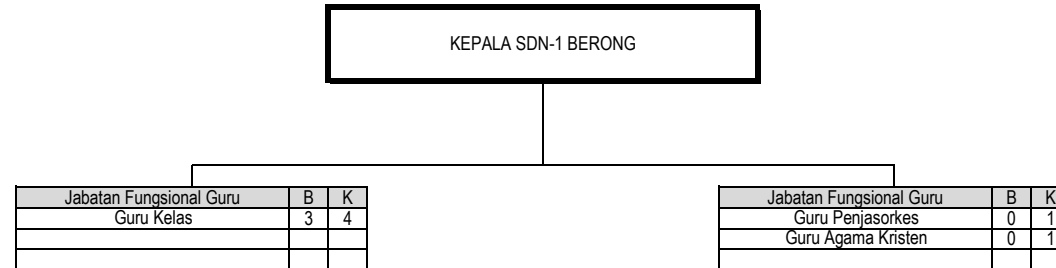 KEPALA SDN-1 BERONG
Jabatan Fungsional Guru B K
Guru Kelas 3 4
Jabatan Fungsional Guru B K
Guru Penjasorkes 0 1
Guru Agama Kristen 0 1